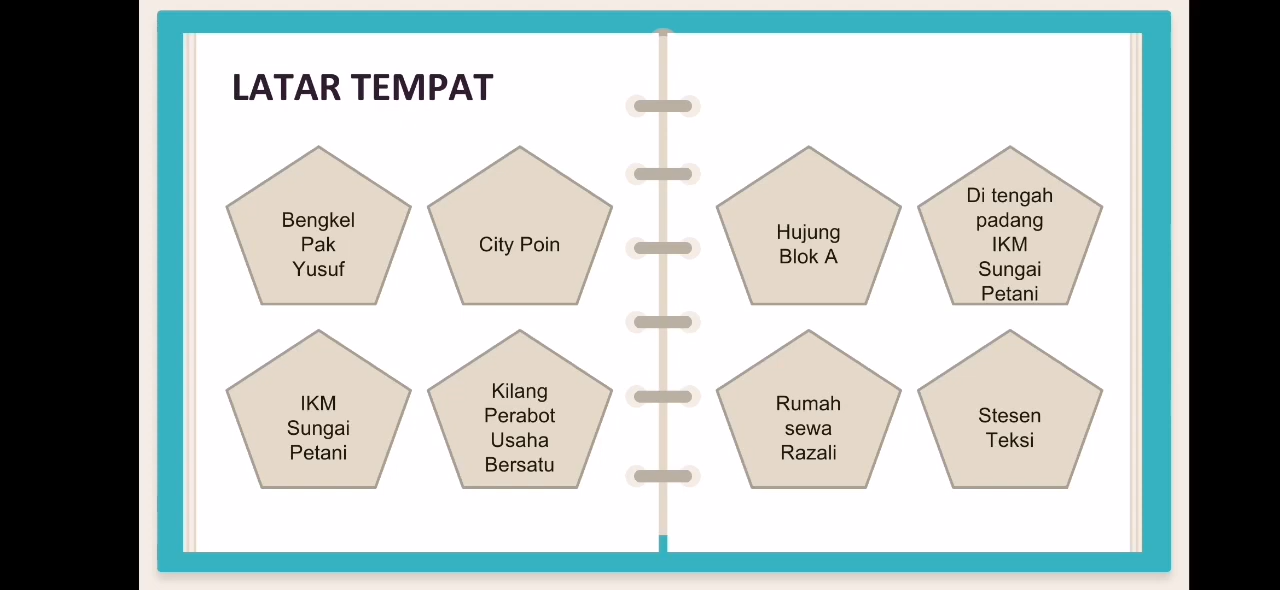 LATAR TEMPAT
Bengkel
Pak
Yusuf
City Poin
Hujung
Blok A
Di tengah
padang
IKM
Sungai
Petani
IKM
Sungai
Petani
Kilang
Perabot
Usaha
Bersatu
Rumah
sewa
Razali
Stesen
Teksi